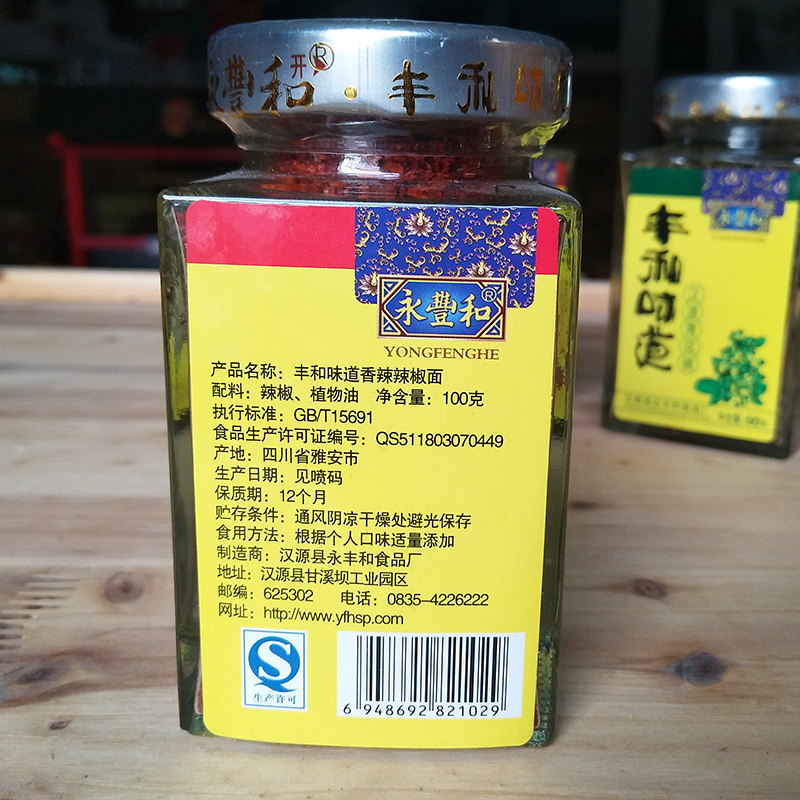 永豐和 开 ® · 丰和味
永豐和®
YONGFENGHE
产品名称：丰和味道香辣辣椒面
配料：辣椒、植物油 净含量：100克
执行标准：GB/T15691
食品生产许可证编号：QS511803070449
产地：四川省雅安市
生产日期：见喷码
保质期：12个月
贮存条件：通风阴凉干燥处避光保存
食用方法：根据个人口味适量添加
制造商：汉源县永丰和食品厂
地址：汉源县甘溪坝工业园区
邮编：625302 电话：0835-4226222
网址：http://www.yfhsp.com
生产许可
6 948692 821029
永豐和
YONGFENGHE
丰和味道